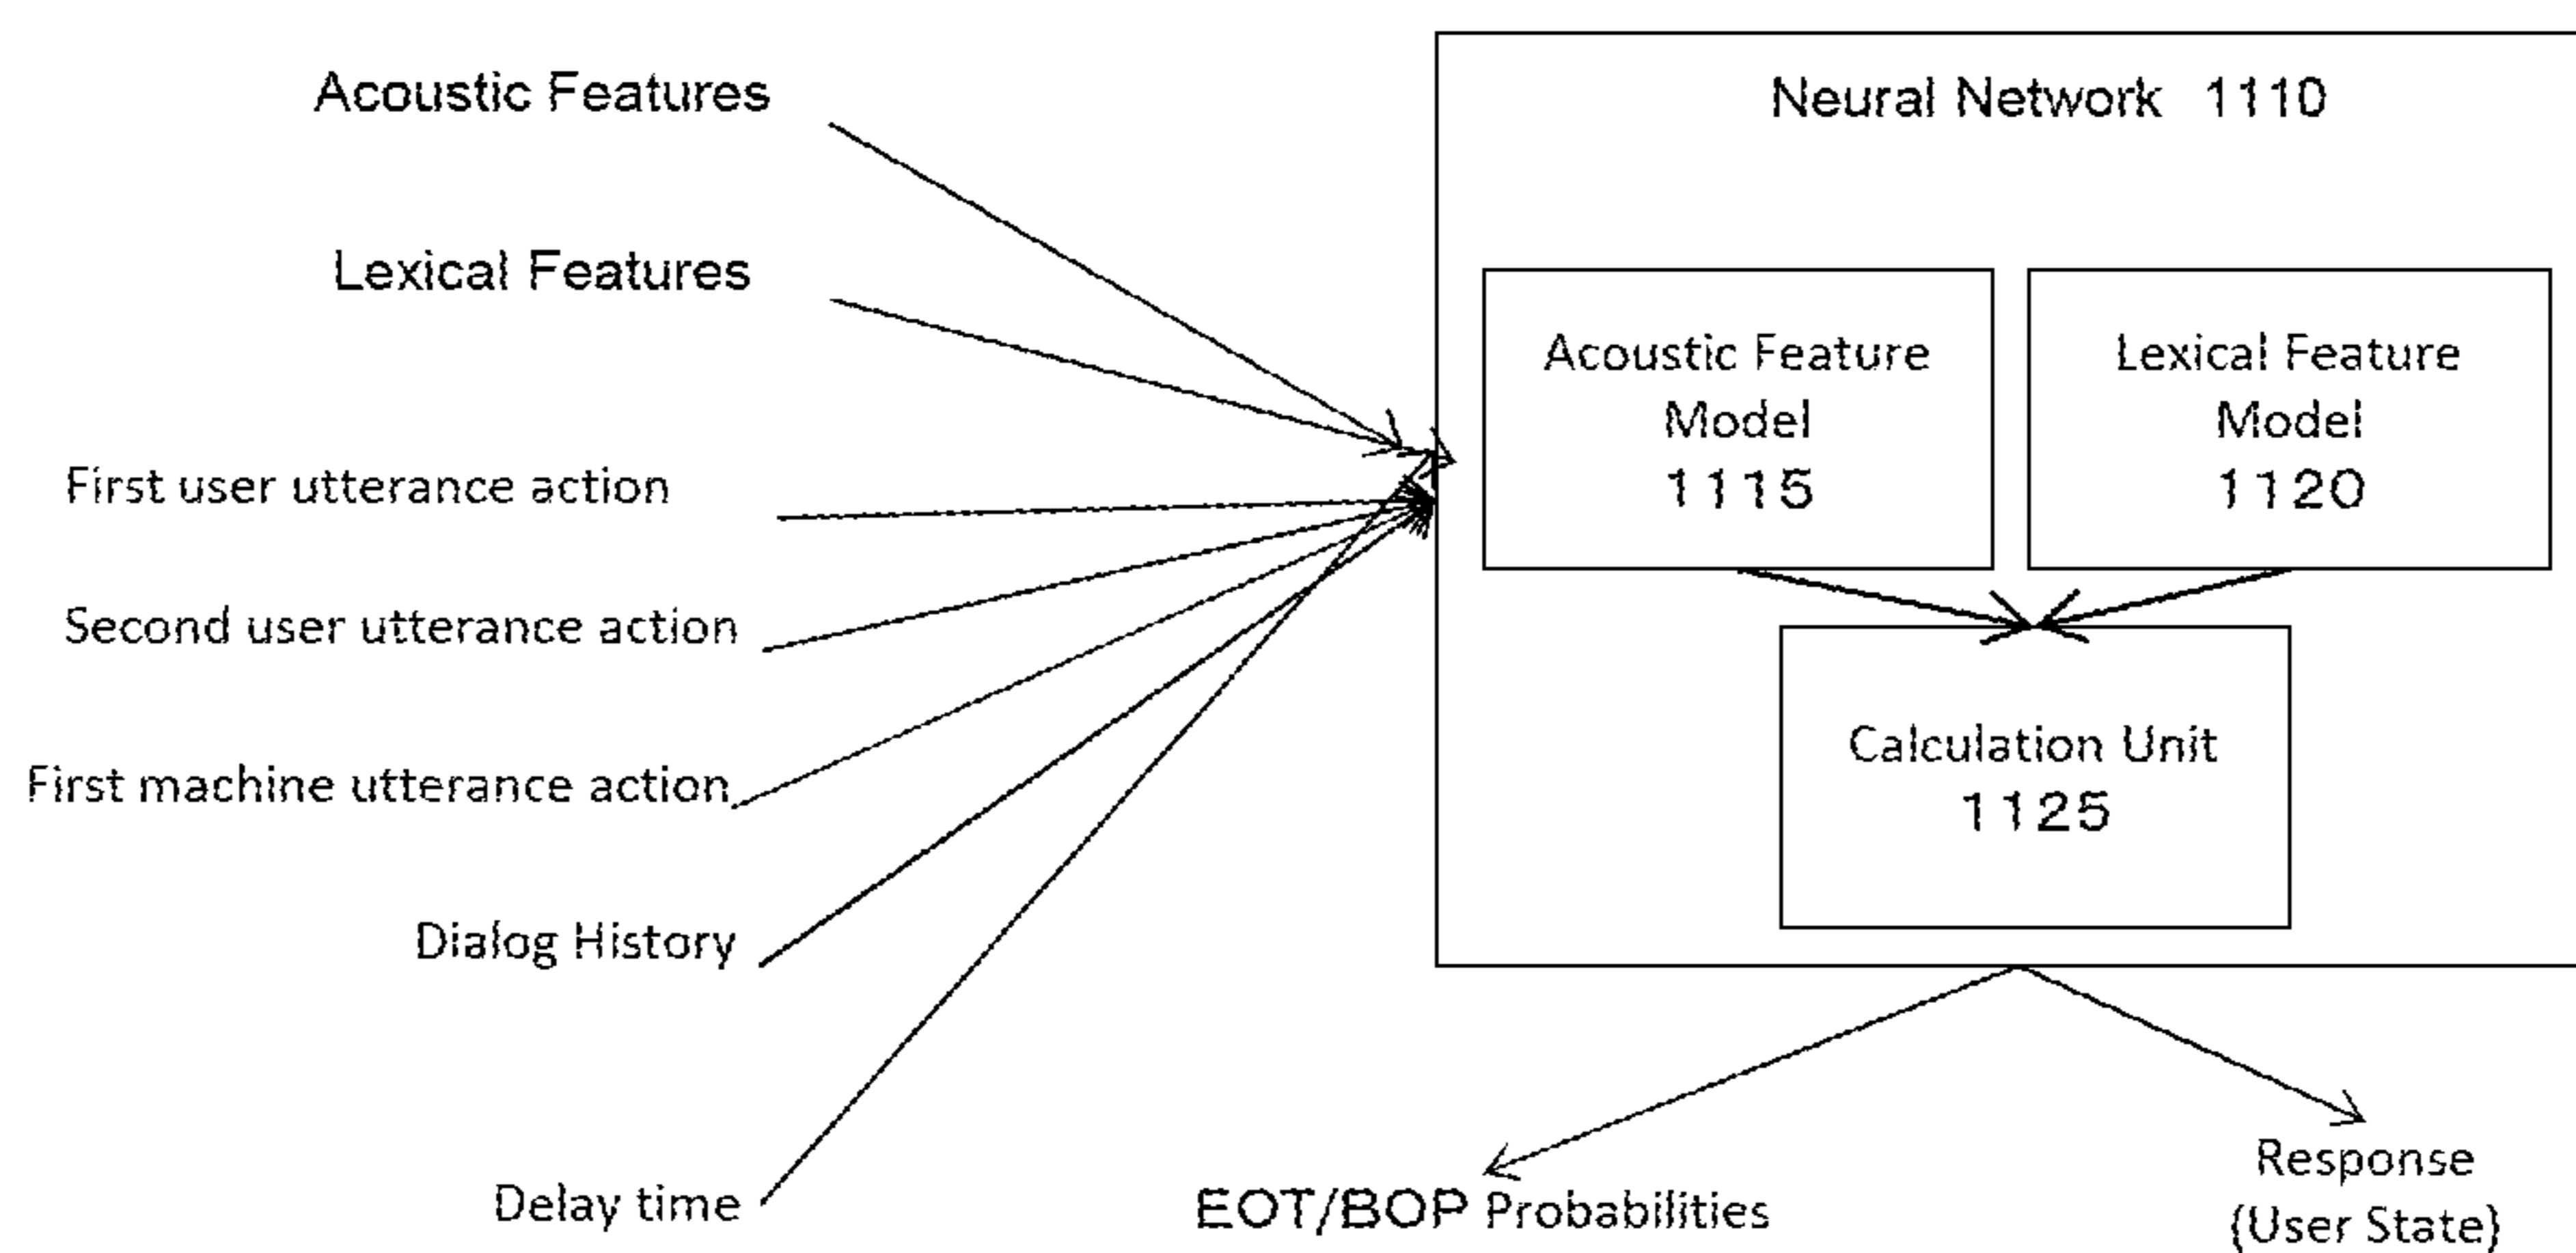 Acoustic Features
Lexical Features
First user utterance action
Second user utterance action
First machine utterance action
Dialog History
Delay time
Neural Network 1110
Acoustic Feature
Model
1115
Lexical Feature
Model
1120
Calculation Unit
1125
EOT/BOP Probabilities
Response
(User State)